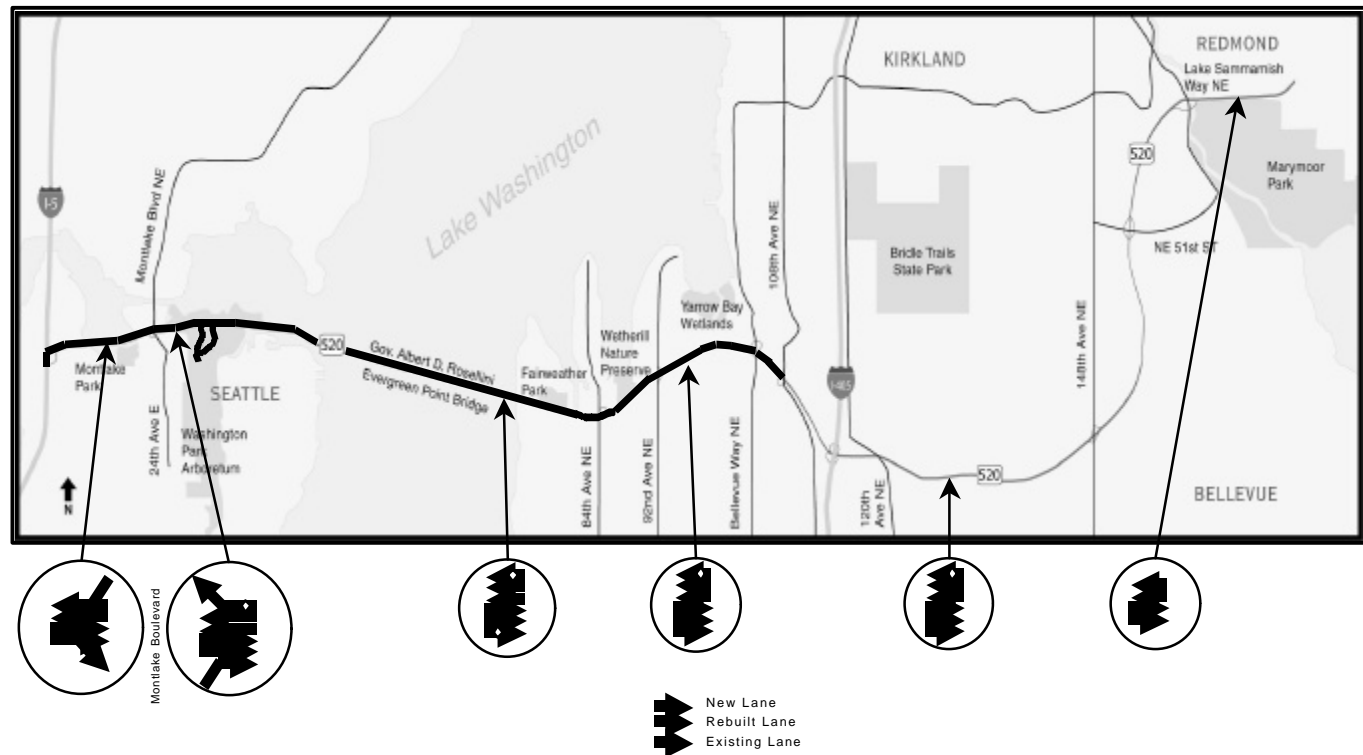 REDMOND
KIRKLAND
Lake Sammamish
Way NE
I-5
Montlake Blvd NE
Lake Washington
520
Marymoor
Park
108th Ave NE
Bridle Trails
State Park
NE 51st ST
148th Ave NE
Yarrow Bay
Wetlands
Wetherill
Nature
Preserve
520
Gov. Albert D. Rosellini
Evergreen Point Bridge
Fairweather
Park
Montlake
Park
SEATTLE
I-405
24th Ave E
Washington
Park
Arboretum
84th Ave NE
92nd Ave NE
Bellevue Way NE
120th
Ave NE
520
BELLEVUE
N
Montlake Boulevard
New Lane
Rebuilt Lane
Existing Lane